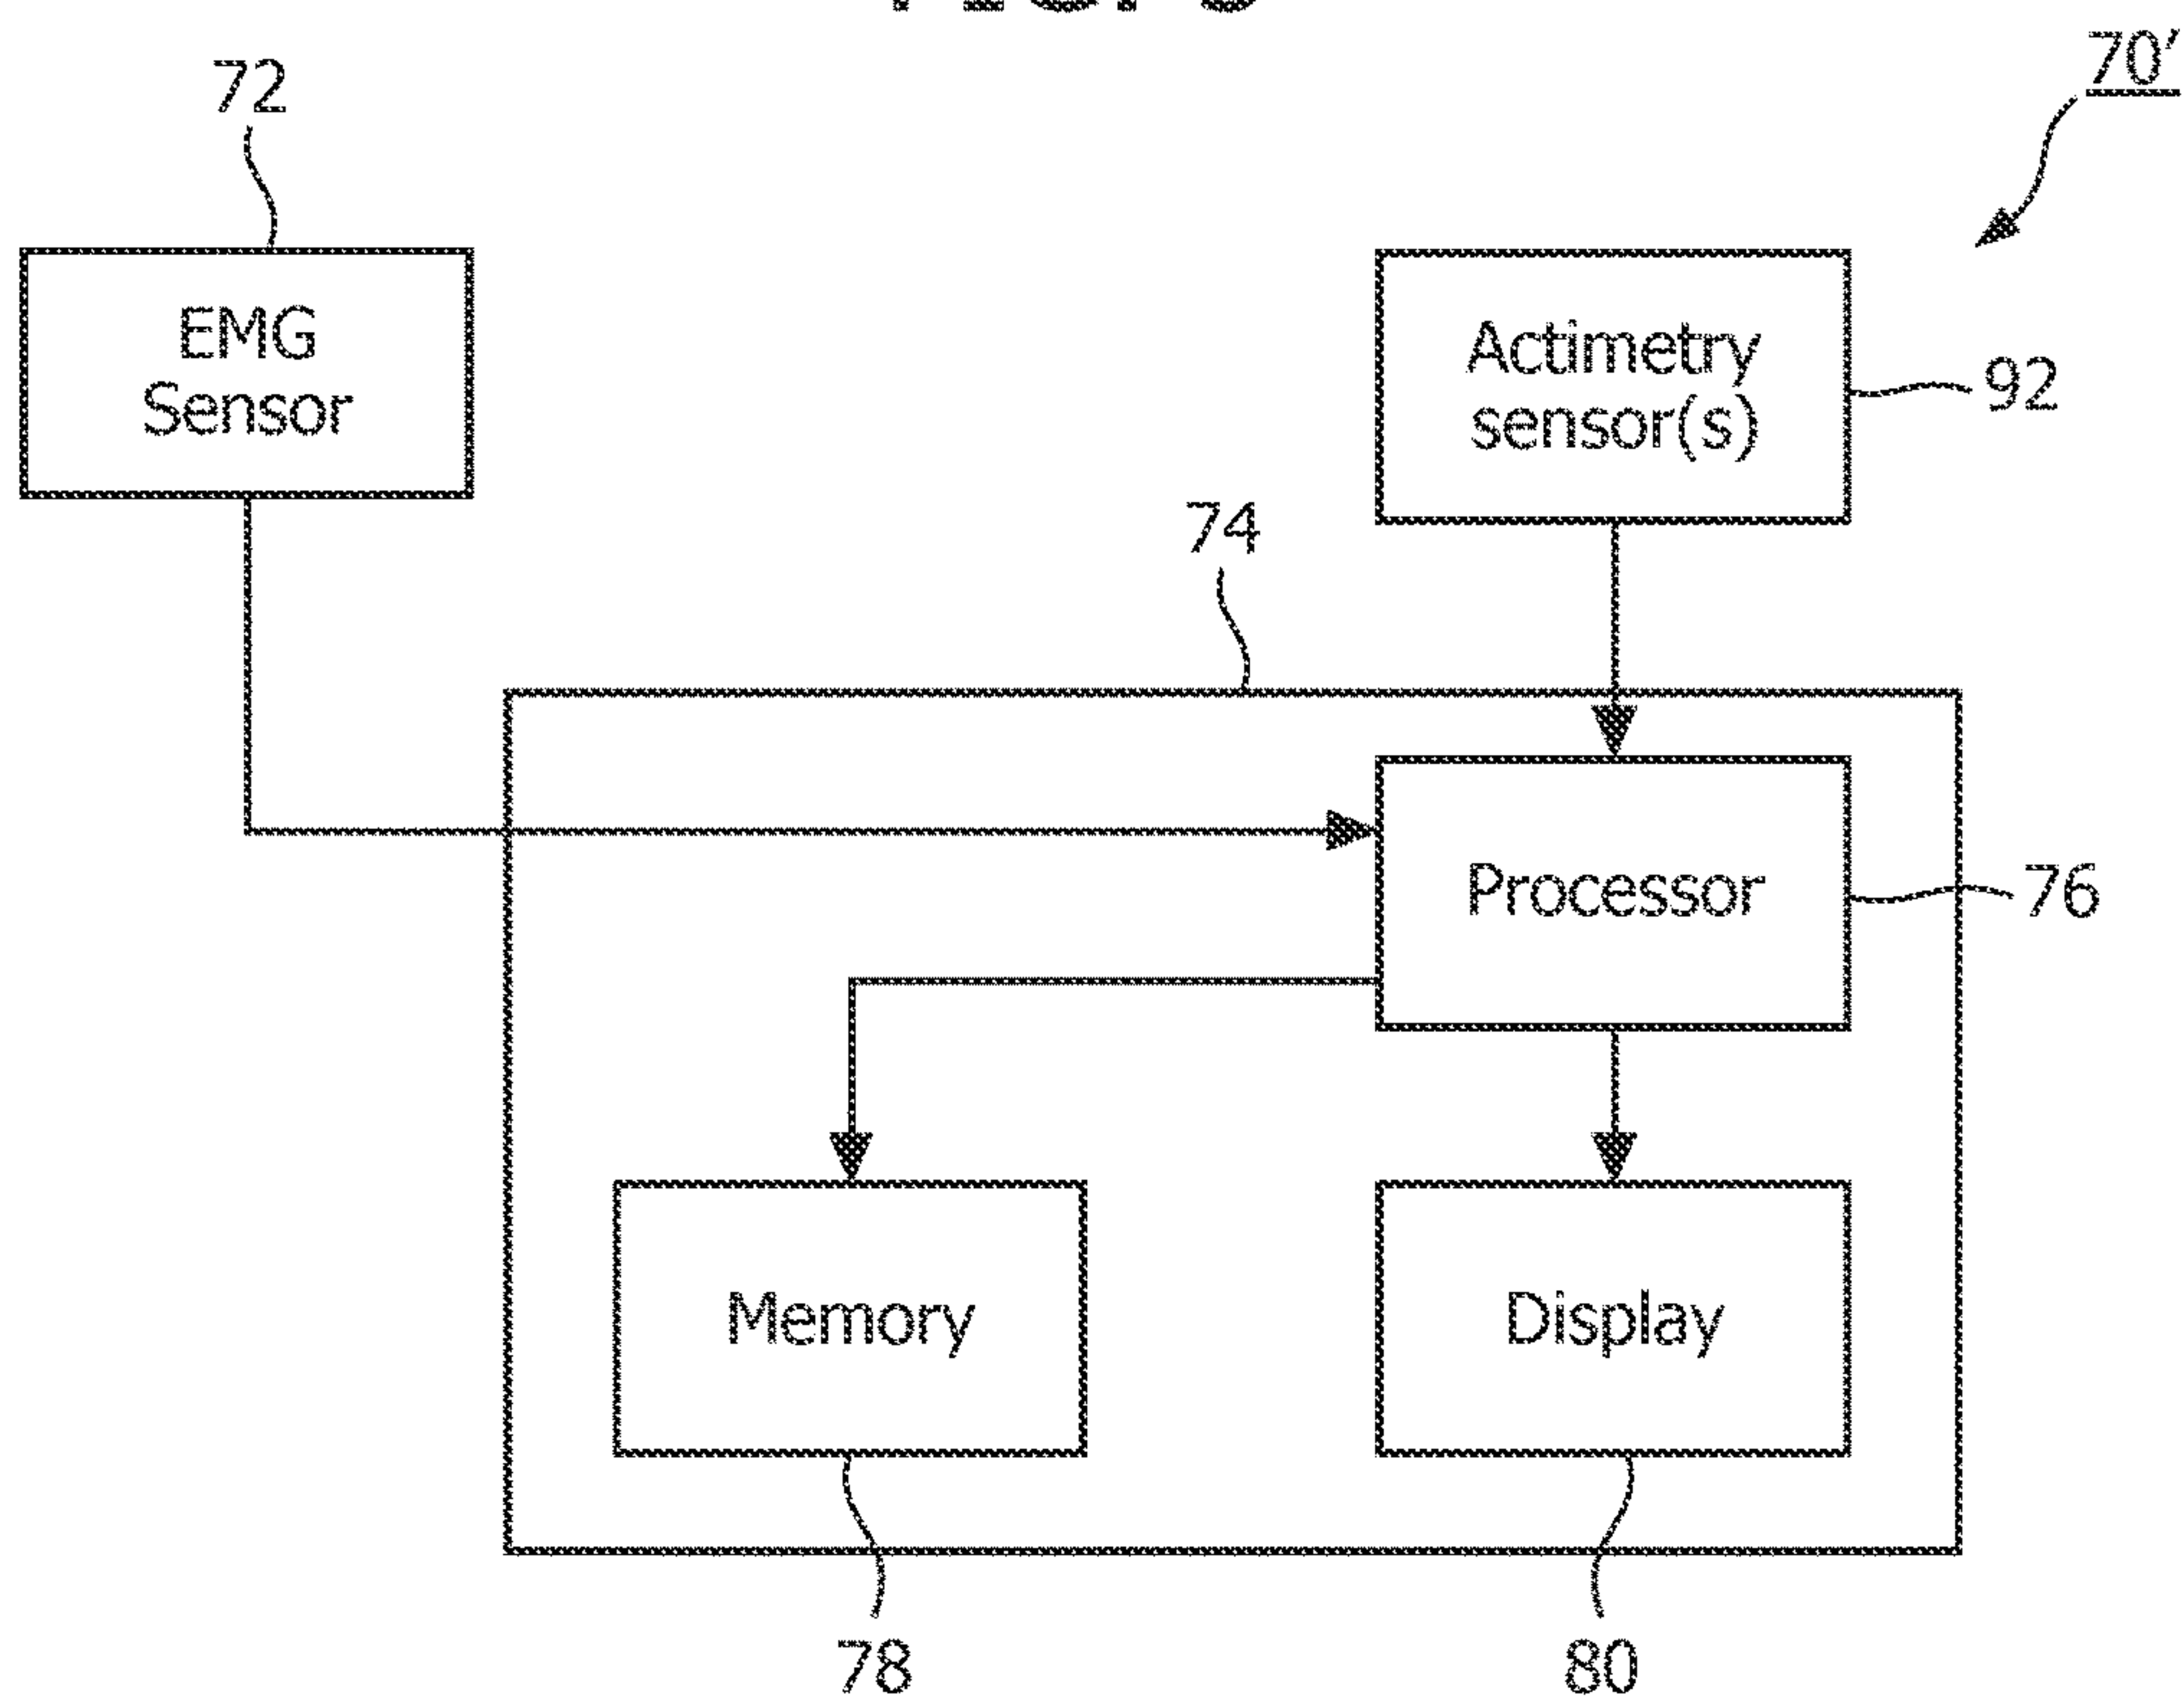 70'
72
EMG
Sensor
Actimetry
sensor(s)
92
74
Processor
76
Memory
Display
78
80